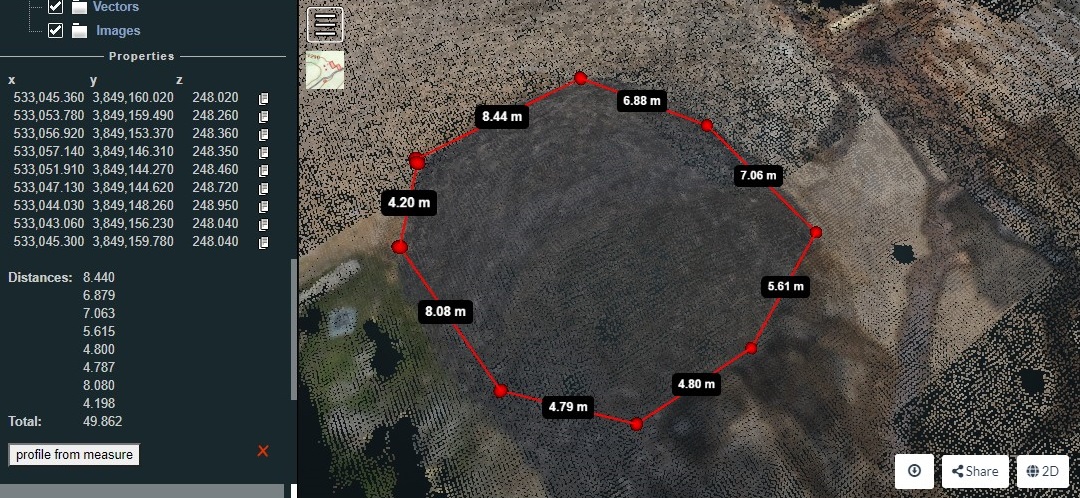 Vectors
Images
Properties
x y z
533,045.360 3,849,160.020 248.020
533,053.780 3,849,159.490 248.260
533,056.920 3,849,153.370 248.360
533,057.140 3,849,146.310 248.350
533,051.910 3,849,144.270 248.460
533,047.130 3,849,144.620 248.720
533,044.030 3,849,148.260 248.950
533,043.060 3,849,156.230 248.040
533,045.300 3,849,159.780 248.040
Distances: 8.440
6.879
7.063
5.615
4.800
4.787
8.080
4.198
Total: 49.862
profile from measure
X
6.88 m
8.44 m
7.06 m
4.20 m
5.61 m
8.08 m
4.80 m
4.79 m
Share
2D